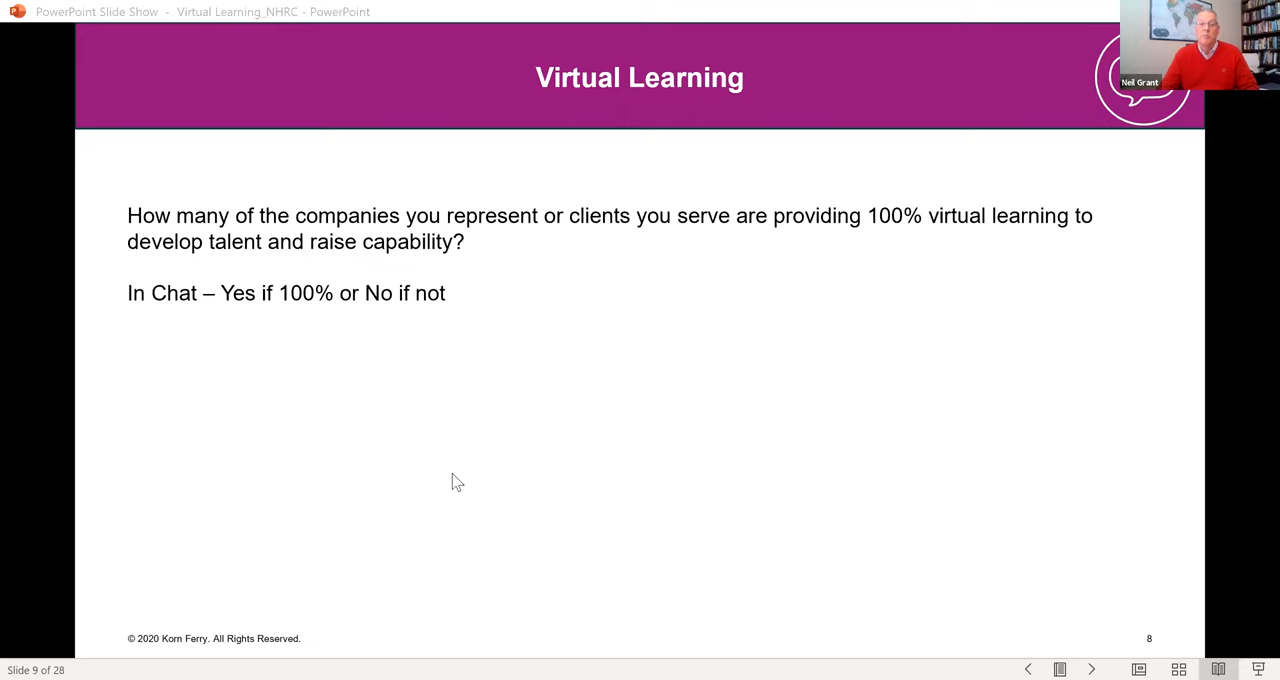 PowerPoint Slide Show - Virtual Learning_NHRC - PowerPoint
Virtual Learning
Neil Grant
How many of the companies you represent or clients you serve are providing 100% virtual learning to
develop talent and raise capability?
In Chat – Yes if 100% or No if not
© 2020 Korn Ferry. All Rights Reserved.
8
Slide 9 of 28